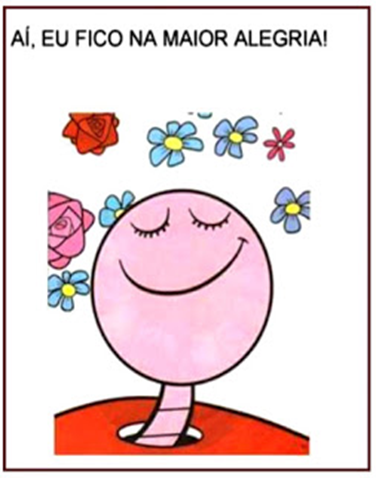 AÍ, EU FICO NA MAIOR ALEGRIA!